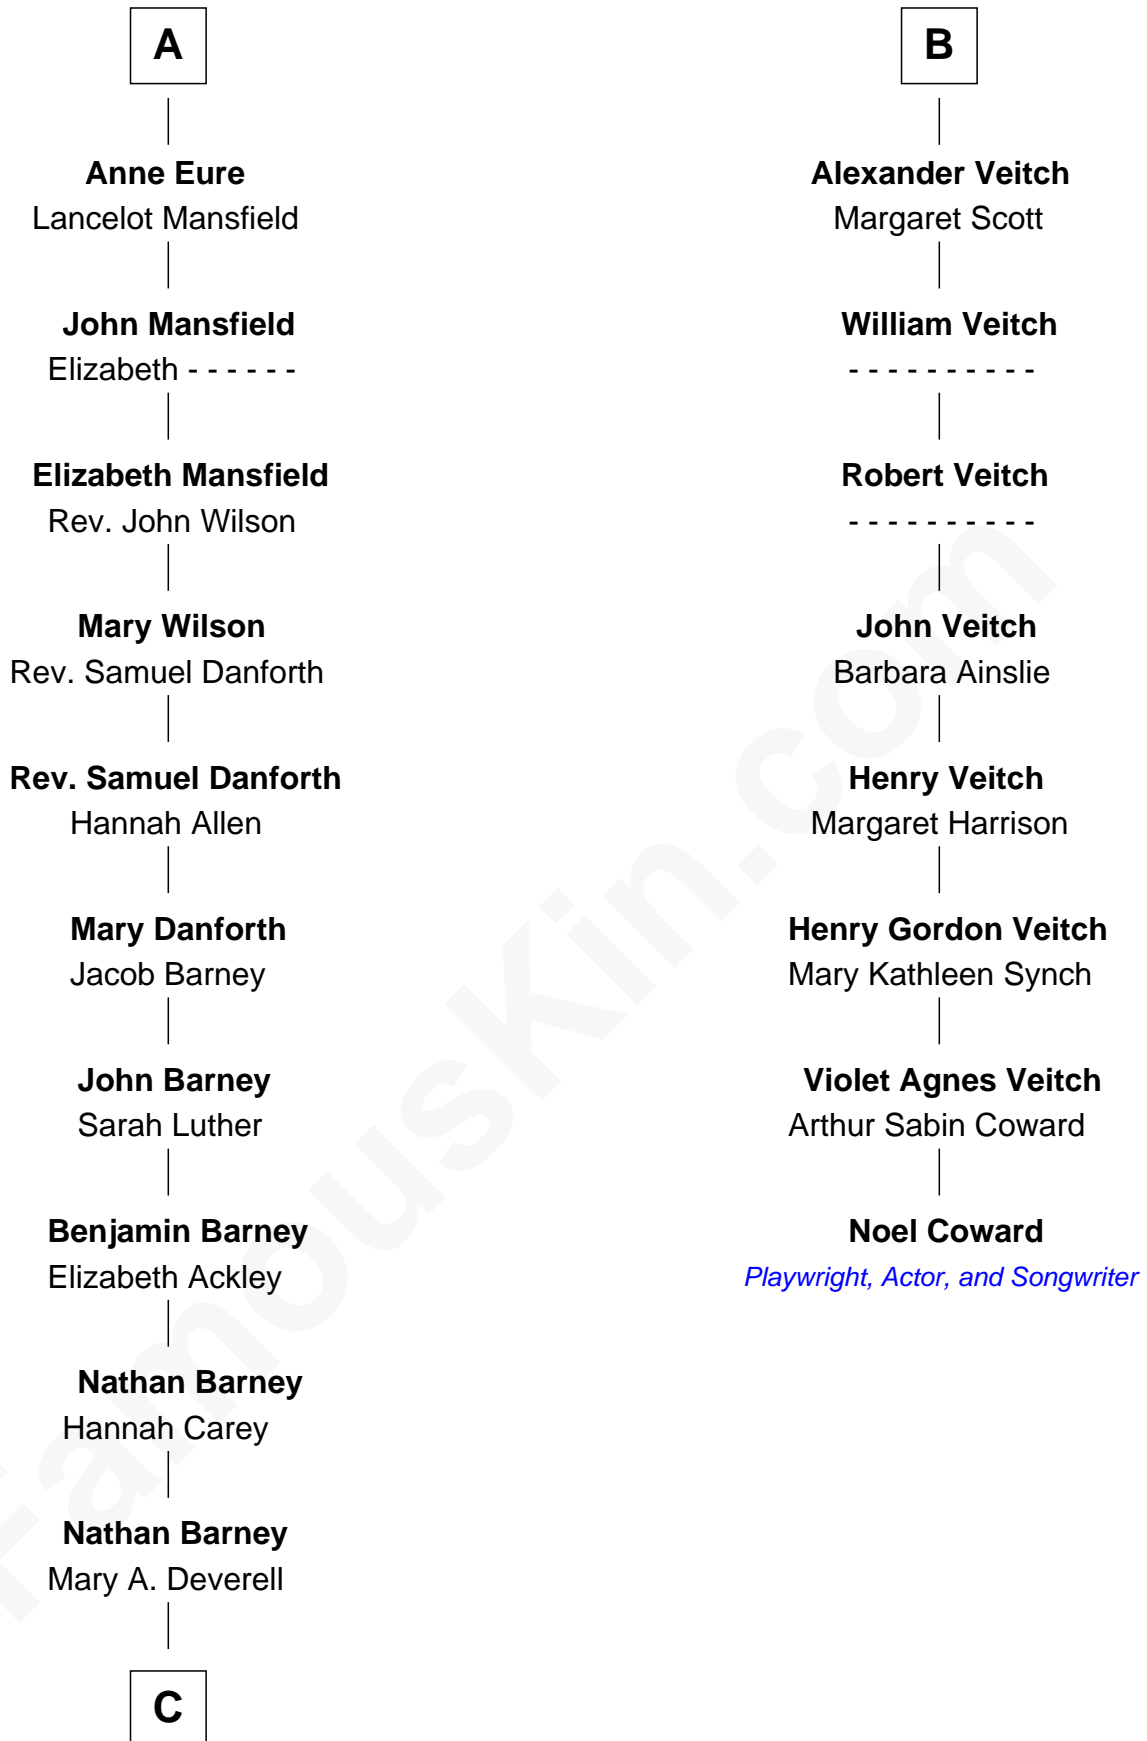 A
Anne Eure
Lancelot Mansfield
John Mansfield
Elizabeth - - - - - -
Elizabeth Mansfield
Rev. John Wilson
Mary Wilson
Rev. Samuel Danforth
Rev. Samuel Danforth
Hannah Allen
Mary Danforth
Jacob Barney
John Barney
Sarah Luther
Benjamin Barney
Elizabeth Ackley
Nathan Barney
Hannah Carey
Nathan Barney
Mary A. Deverell
C
B
Alexander Veitch
Margaret Scott
William Veitch
- - - - - - - - - -
Robert Veitch
- - - - - - - - - -
John Veitch
Barbara Ainslie
Henry Veitch
Margaret Harrison
Henry Gordon Veitch
Mary Kathleen Synch
Violet Agnes Veitch
Arthur Sabin Coward
Noel Coward
Playwright, Actor, and Songwriter
FamousKin.com